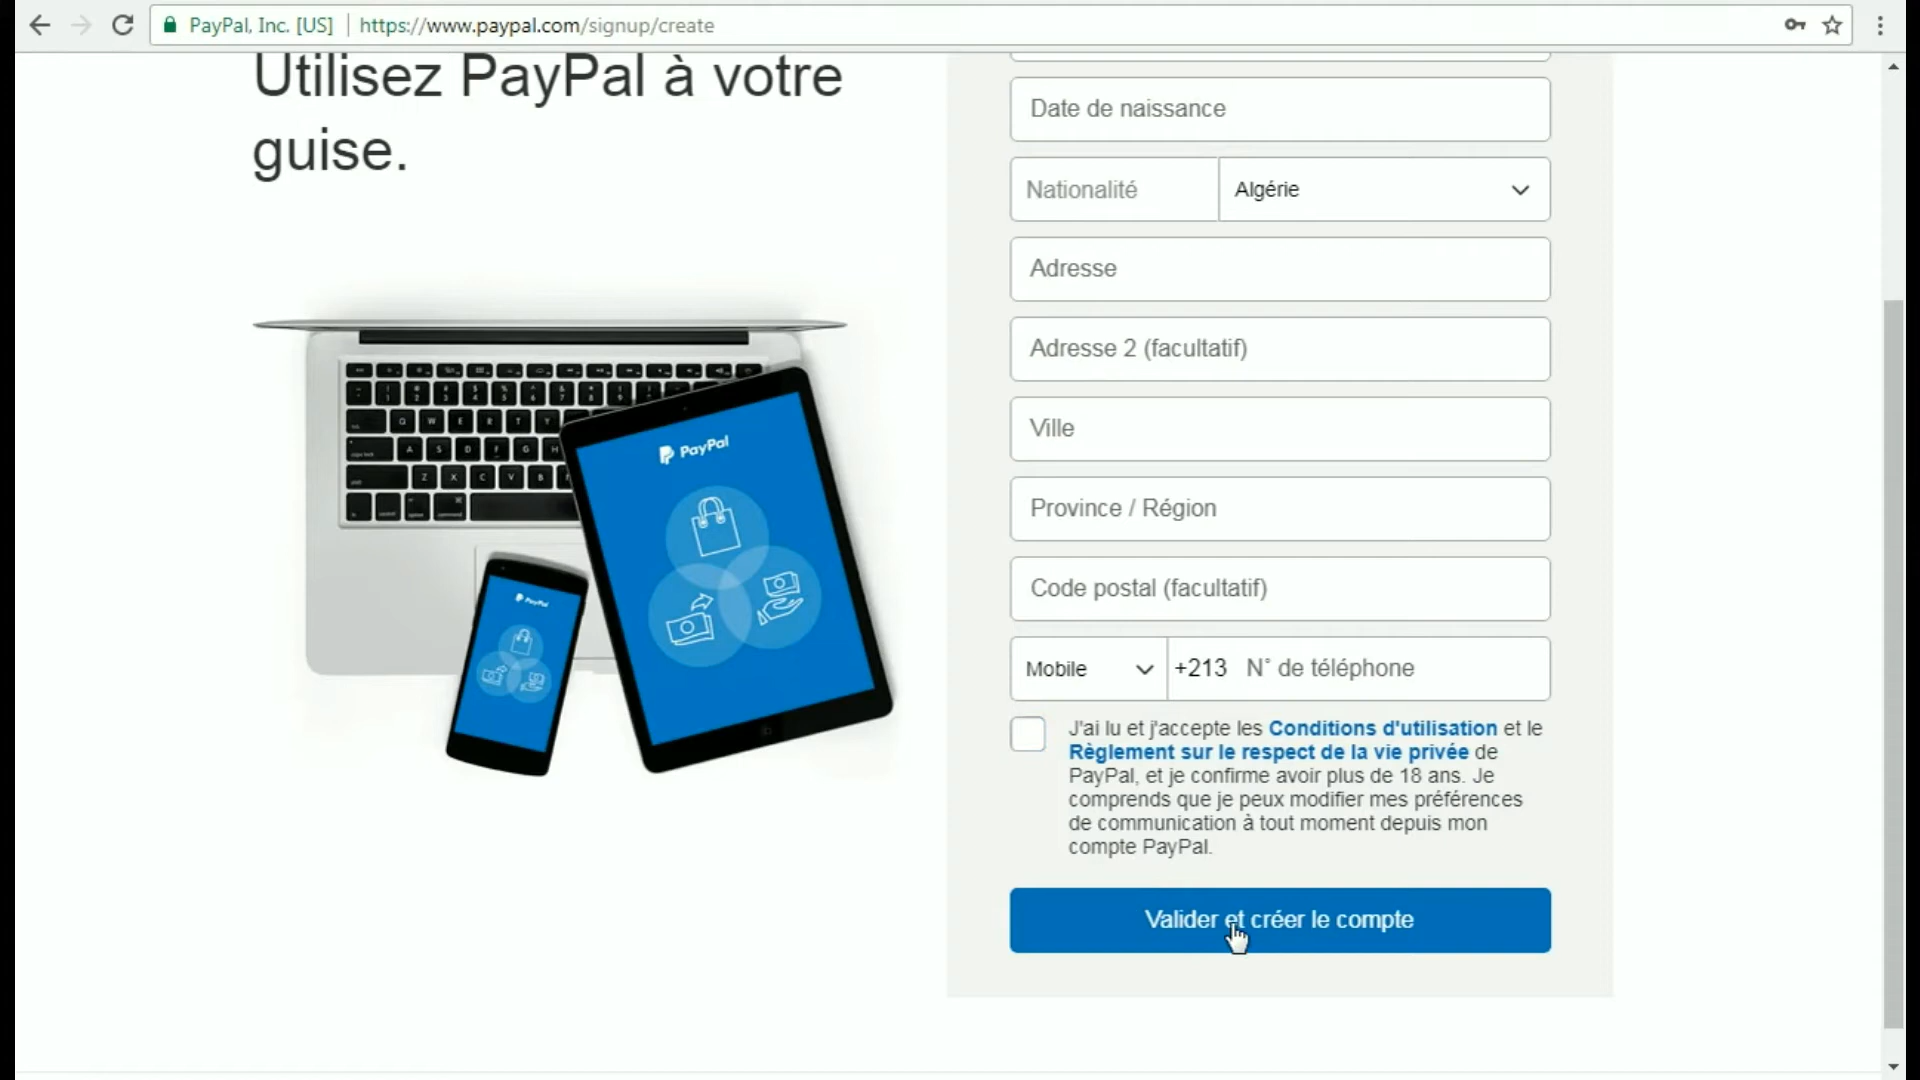 PayPal, Inc. [US]
https://www.paypal.com/signup/create
Utilisez PayPal à votre
guise.
PayPal
PayPal
Date de naissance
Nationalité
Algérie
Adresse
Adresse 2 (facultatif)
Ville
Province / Région
Code postal (facultatif)
Mobile
+213 N° de téléphone
J'ai lu et j'accepte les Conditions d'utilisation et le
Règlement sur le respect de la vie privée de
PayPal, et je confirme avoir plus de 18 ans. Je
comprends que je peux modifier mes préférences
de communication à tout moment depuis mon
compte PayPal.
Valider et créer le compte